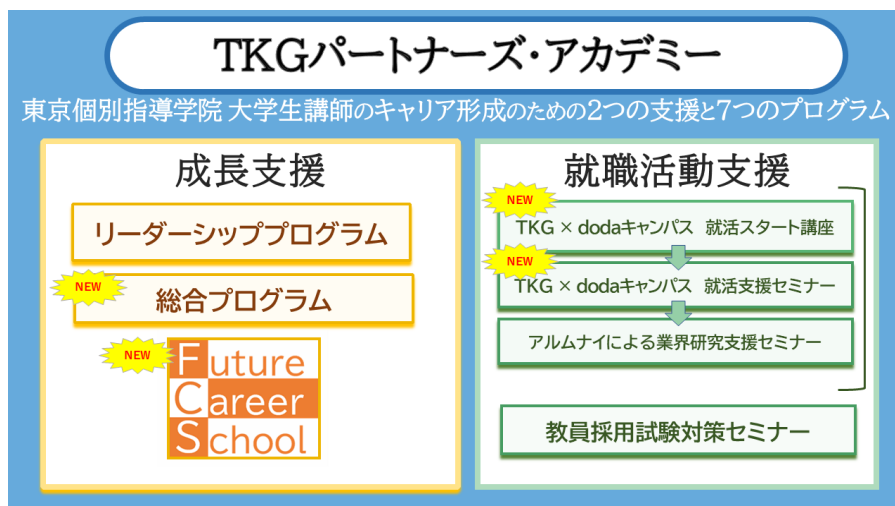 TKGパートナーズ・アカデミー
東京個別指導学院 大学生講師のキャリア形成のための2つの支援と7つのプログラム
成長支援
リーダーシッププログラム
NEW
総合プログラム
NEW
Future
Career
School
就職活動支援
NEW
TKG × dodaキャンパス 就活スタート講座
NEW
TKG × dodaキャンパス 就活支援セミナー
アルムナイによる業界研究支援セミナー
教員採用試験対策セミナー